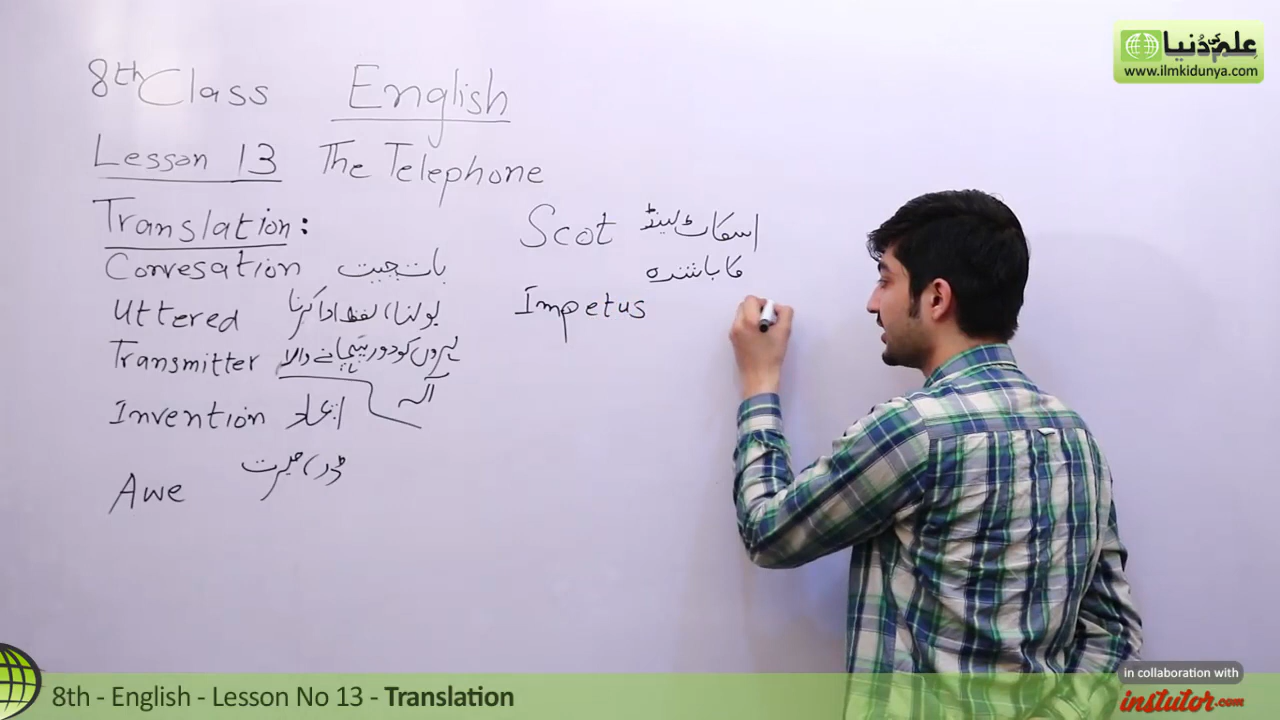 8th Class English
Lesson 13 The Telephone
Translation:
Convesation بات چیت
Uttered بولنا، لفظ ادا کرنا
Transmitter لہروں کو دور پہنچانے والا
آلہ
Invention ایجاد
Awe ڈر، حیرت
Scot اسکاٹ لینڈ
کا باشندہ
Impetus
علم کی دنیا
www.ilmkidunya.com
8th - English - Lesson No 13 - Translation
in collaboration with
instutor.com